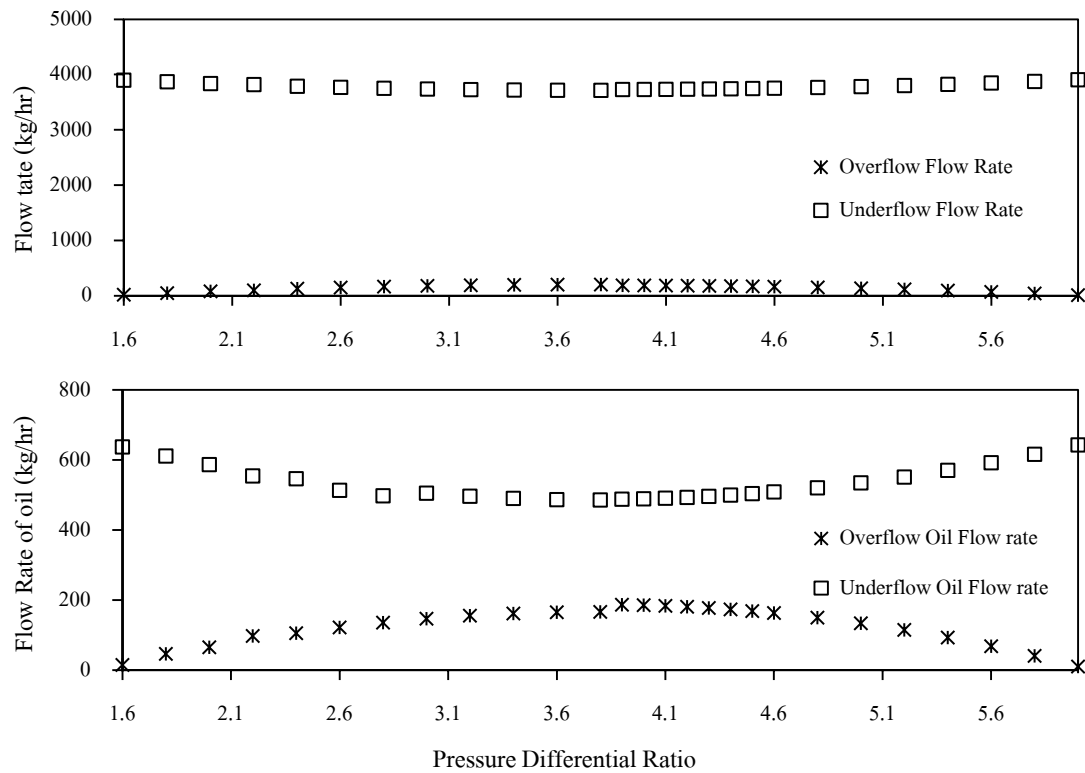 5000
4000
3000
2000
1000
0
Flow tate (kg/hr)
Overflow Flow Rate
Underflow Flow Rate
1.6 2.1 2.6 3.1 3.6 4.1 4.6 5.1 5.6
800
600
400
200
0
Flow Rate of oil (kg/hr)
Overflow Oil Flow rate
Underflow Oil Flow rate
1.6 2.1 2.6 3.1 3.6 4.1 4.6 5.1 5.6
Pressure Differential Ratio